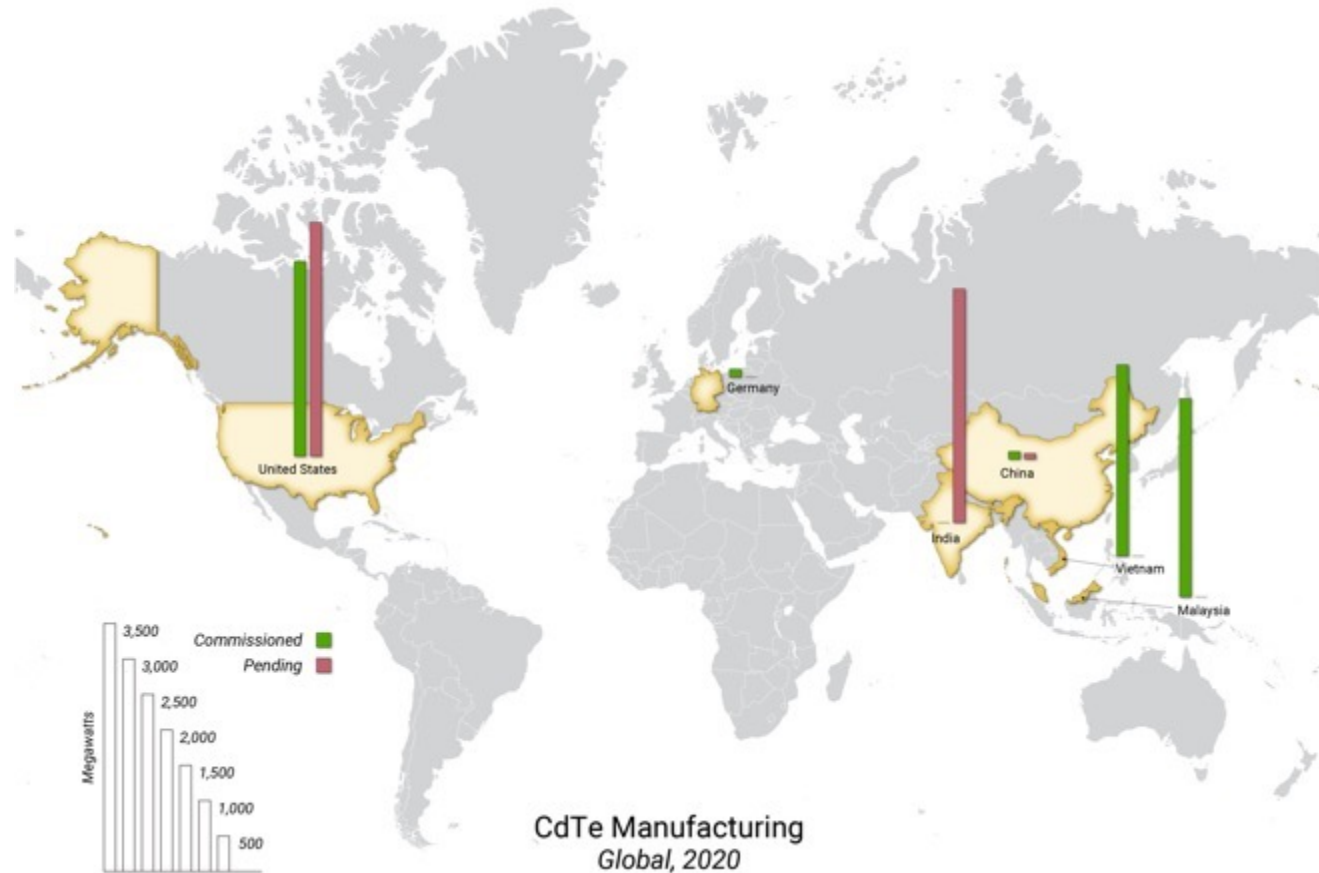 United States
Germany
China
India
Vietnam
Malaysia
Commissioned
Pending
Megawatts
3,500
3,000
2,500
2,000
1,500
1,000
500
CdTe Manufacturing
Global, 2020